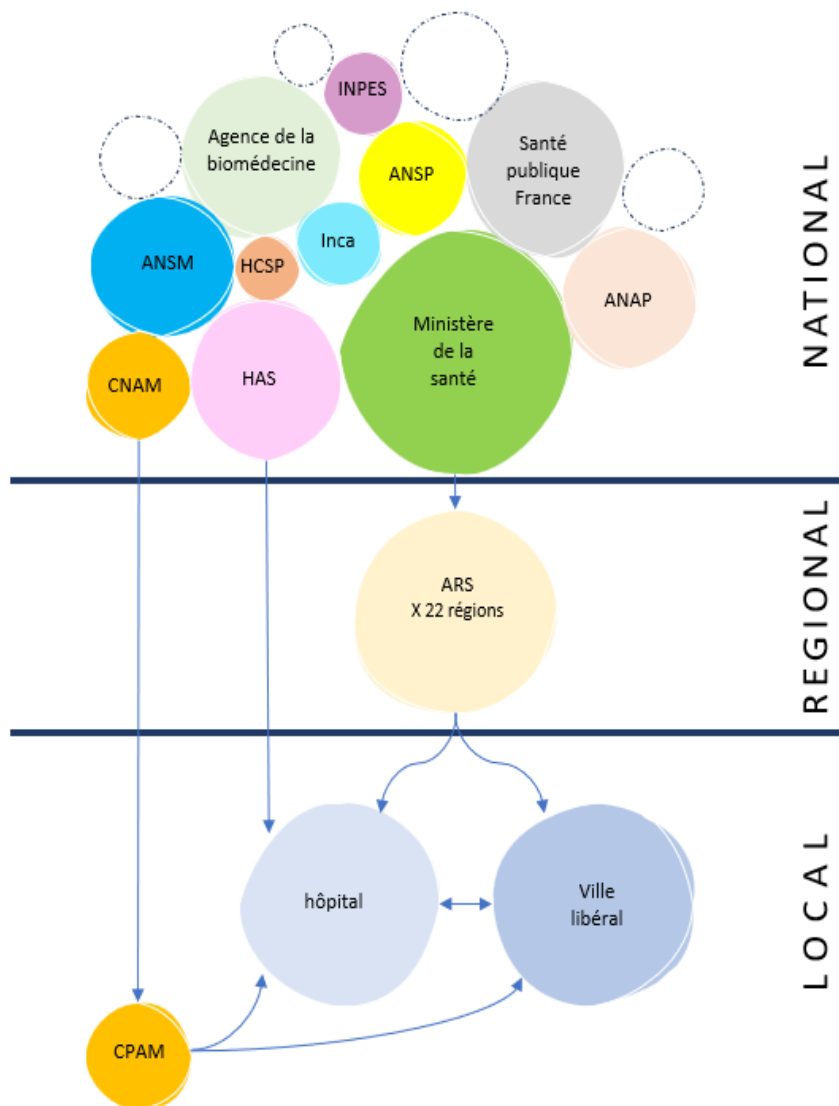 INPES
Agence de la
biomédecine
Santé
publique
France
ANSP
Inca
ANSM
HCSP
ANAP
Ministère
de la
santé
CNAM
HAS
NATIONAL
ARS
X 22 régions
REGIONAL
hôpital
Ville
libéral
LOCAL
CPAM